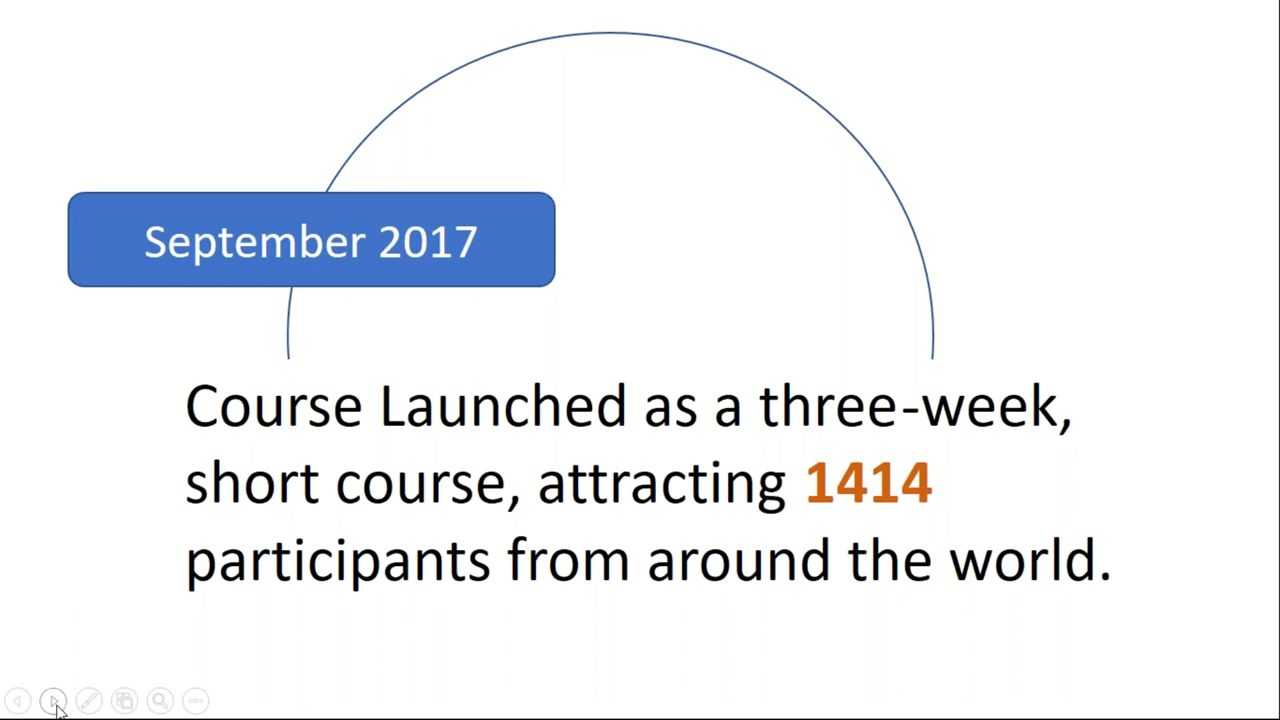 September 2017
Course Launched as a three-week,
short course, attracting 1414
participants from around the world.